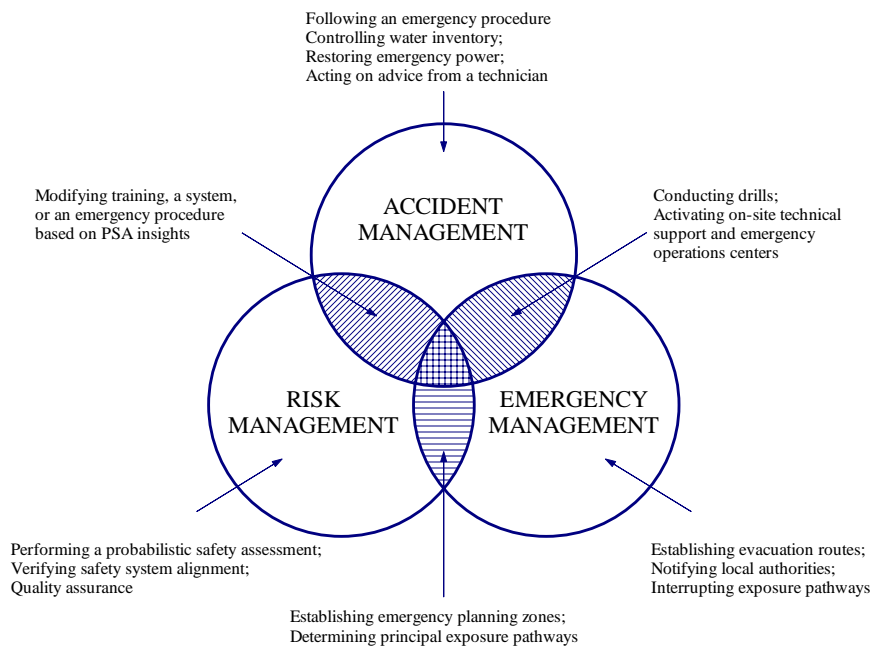 Following an emergency procedure
Controlling water inventory;
Restoring emergency power;
Acting on advice from a technician
Modifying training, a system,
or an emergency procedure
based on PSA insights
Conducting drills;
Activating on-site technical
support and emergency
operations centers
ACCIDENT
MANAGEMENT
RISK
MANAGEMENT
EMERGENCY
MANAGEMENT
Performing a probabilistic safety assessment;
Verifying safety system alignment;
Quality assurance
Establishing evacuation routes;
Notifying local authorities;
Interrupting exposure pathways
Establishing emergency planning zones;
Determining principal exposure pathways